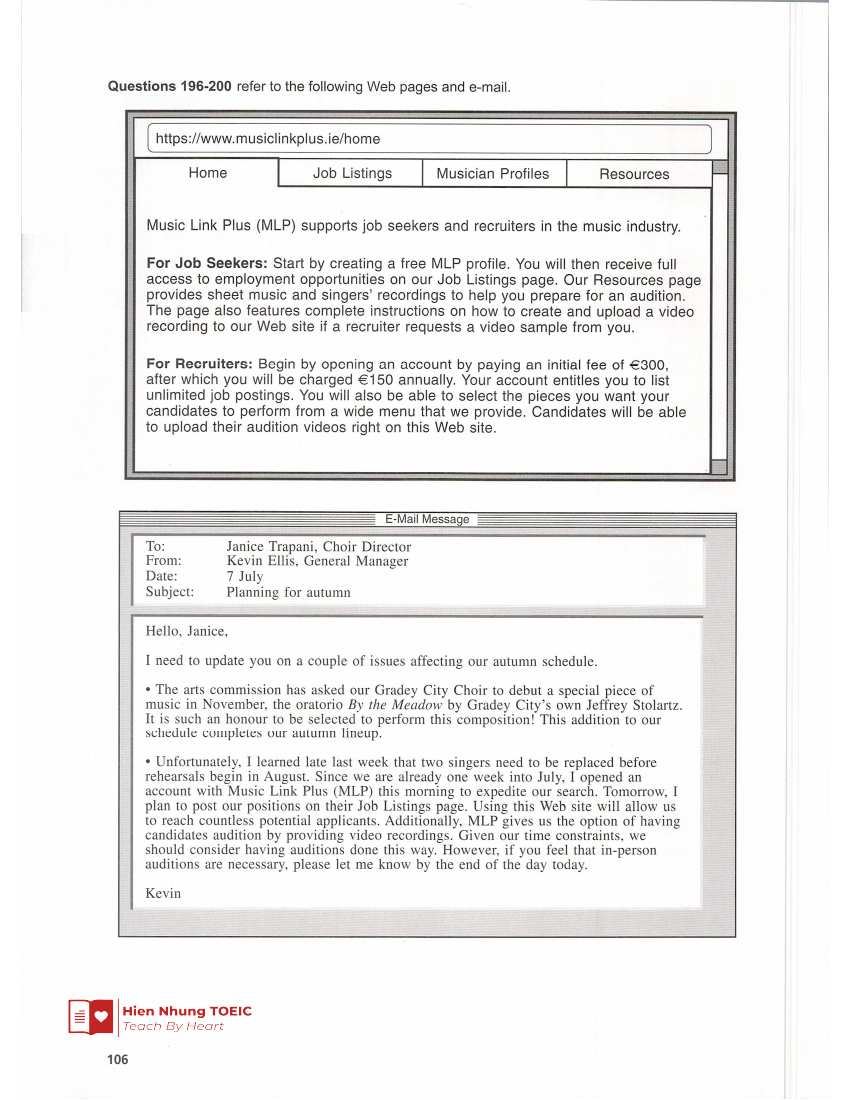 Questions 196-200 refer to the following Web pages and e-mail.
https://www.musiclinkplus.ie/home
Home Job Listings Musician Profiles Resources
Music Link Plus (MLP) supports job seekers and recruiters in the music industry.
For Job Seekers: Start by creating a free MLP profile. You will then receive full
access to employment opportunities on our Job Listings page. Our Resources page
provides sheet music and singers' recordings to help you prepare for an audition.
The page also features complete instructions on how to create and upload a video
recording to our Web site if a recruiter requests a video sample from you.
For Recruiters: Begin by opening an account by paying an initial fee of €300,
after which you will be charged €150 annually. Your account entitles you to list
unlimited job postings. You will also be able to select the pieces you want your
candidates to perform from a wide menu that we provide. Candidates will be able
to upload their audition videos right on this Web site.
E-Mail Message
To: Janice Trapani, Choir Director
From: Kevin Ellis, General Manager
Date: 7 July
Subject: Planning for autumn
Hello, Janice,
I need to update you on a couple of issues affecting our autumn schedule.
• The arts commission has asked our Gradey City Choir to debut a special piece of
music in November, the oratorio By the Meadow by Gradey City's own Jeffrey Stolartz.
It is such an honour to be selected to perform this composition! This addition to our
schedule completes our autumn lineup.
• Unfortunately, I learned late last week that two singers need to be replaced before
rehearsals begin in August. Since we are already one week into July, I opened an
account with Music Link Plus (MLP) this morning to expedite our search. Tomorrow, I
plan to post our positions on their Job Listings page. Using this Web site will allow us
to reach countless potential applicants. Additionally, MLP gives us the option of having
candidates audition by providing video recordings. Given our time constraints, we
should consider having auditions done this way. However, if you feel that in-person
auditions are necessary, please let me know by the end of the day today.
Kevin
Hien Nhung TOEIC
Teach By Heart
106